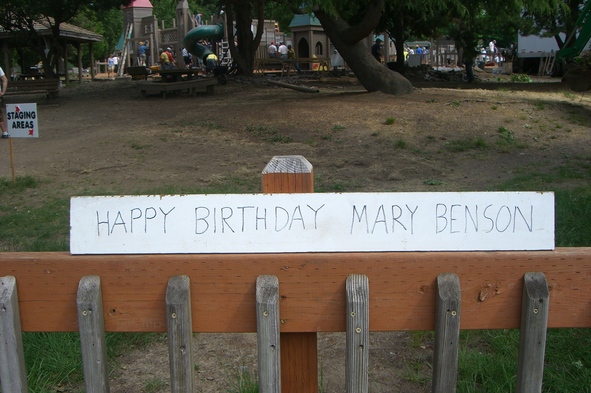 STAGING
AREAS
HAPPY BIRTHDAY MARY BENSON